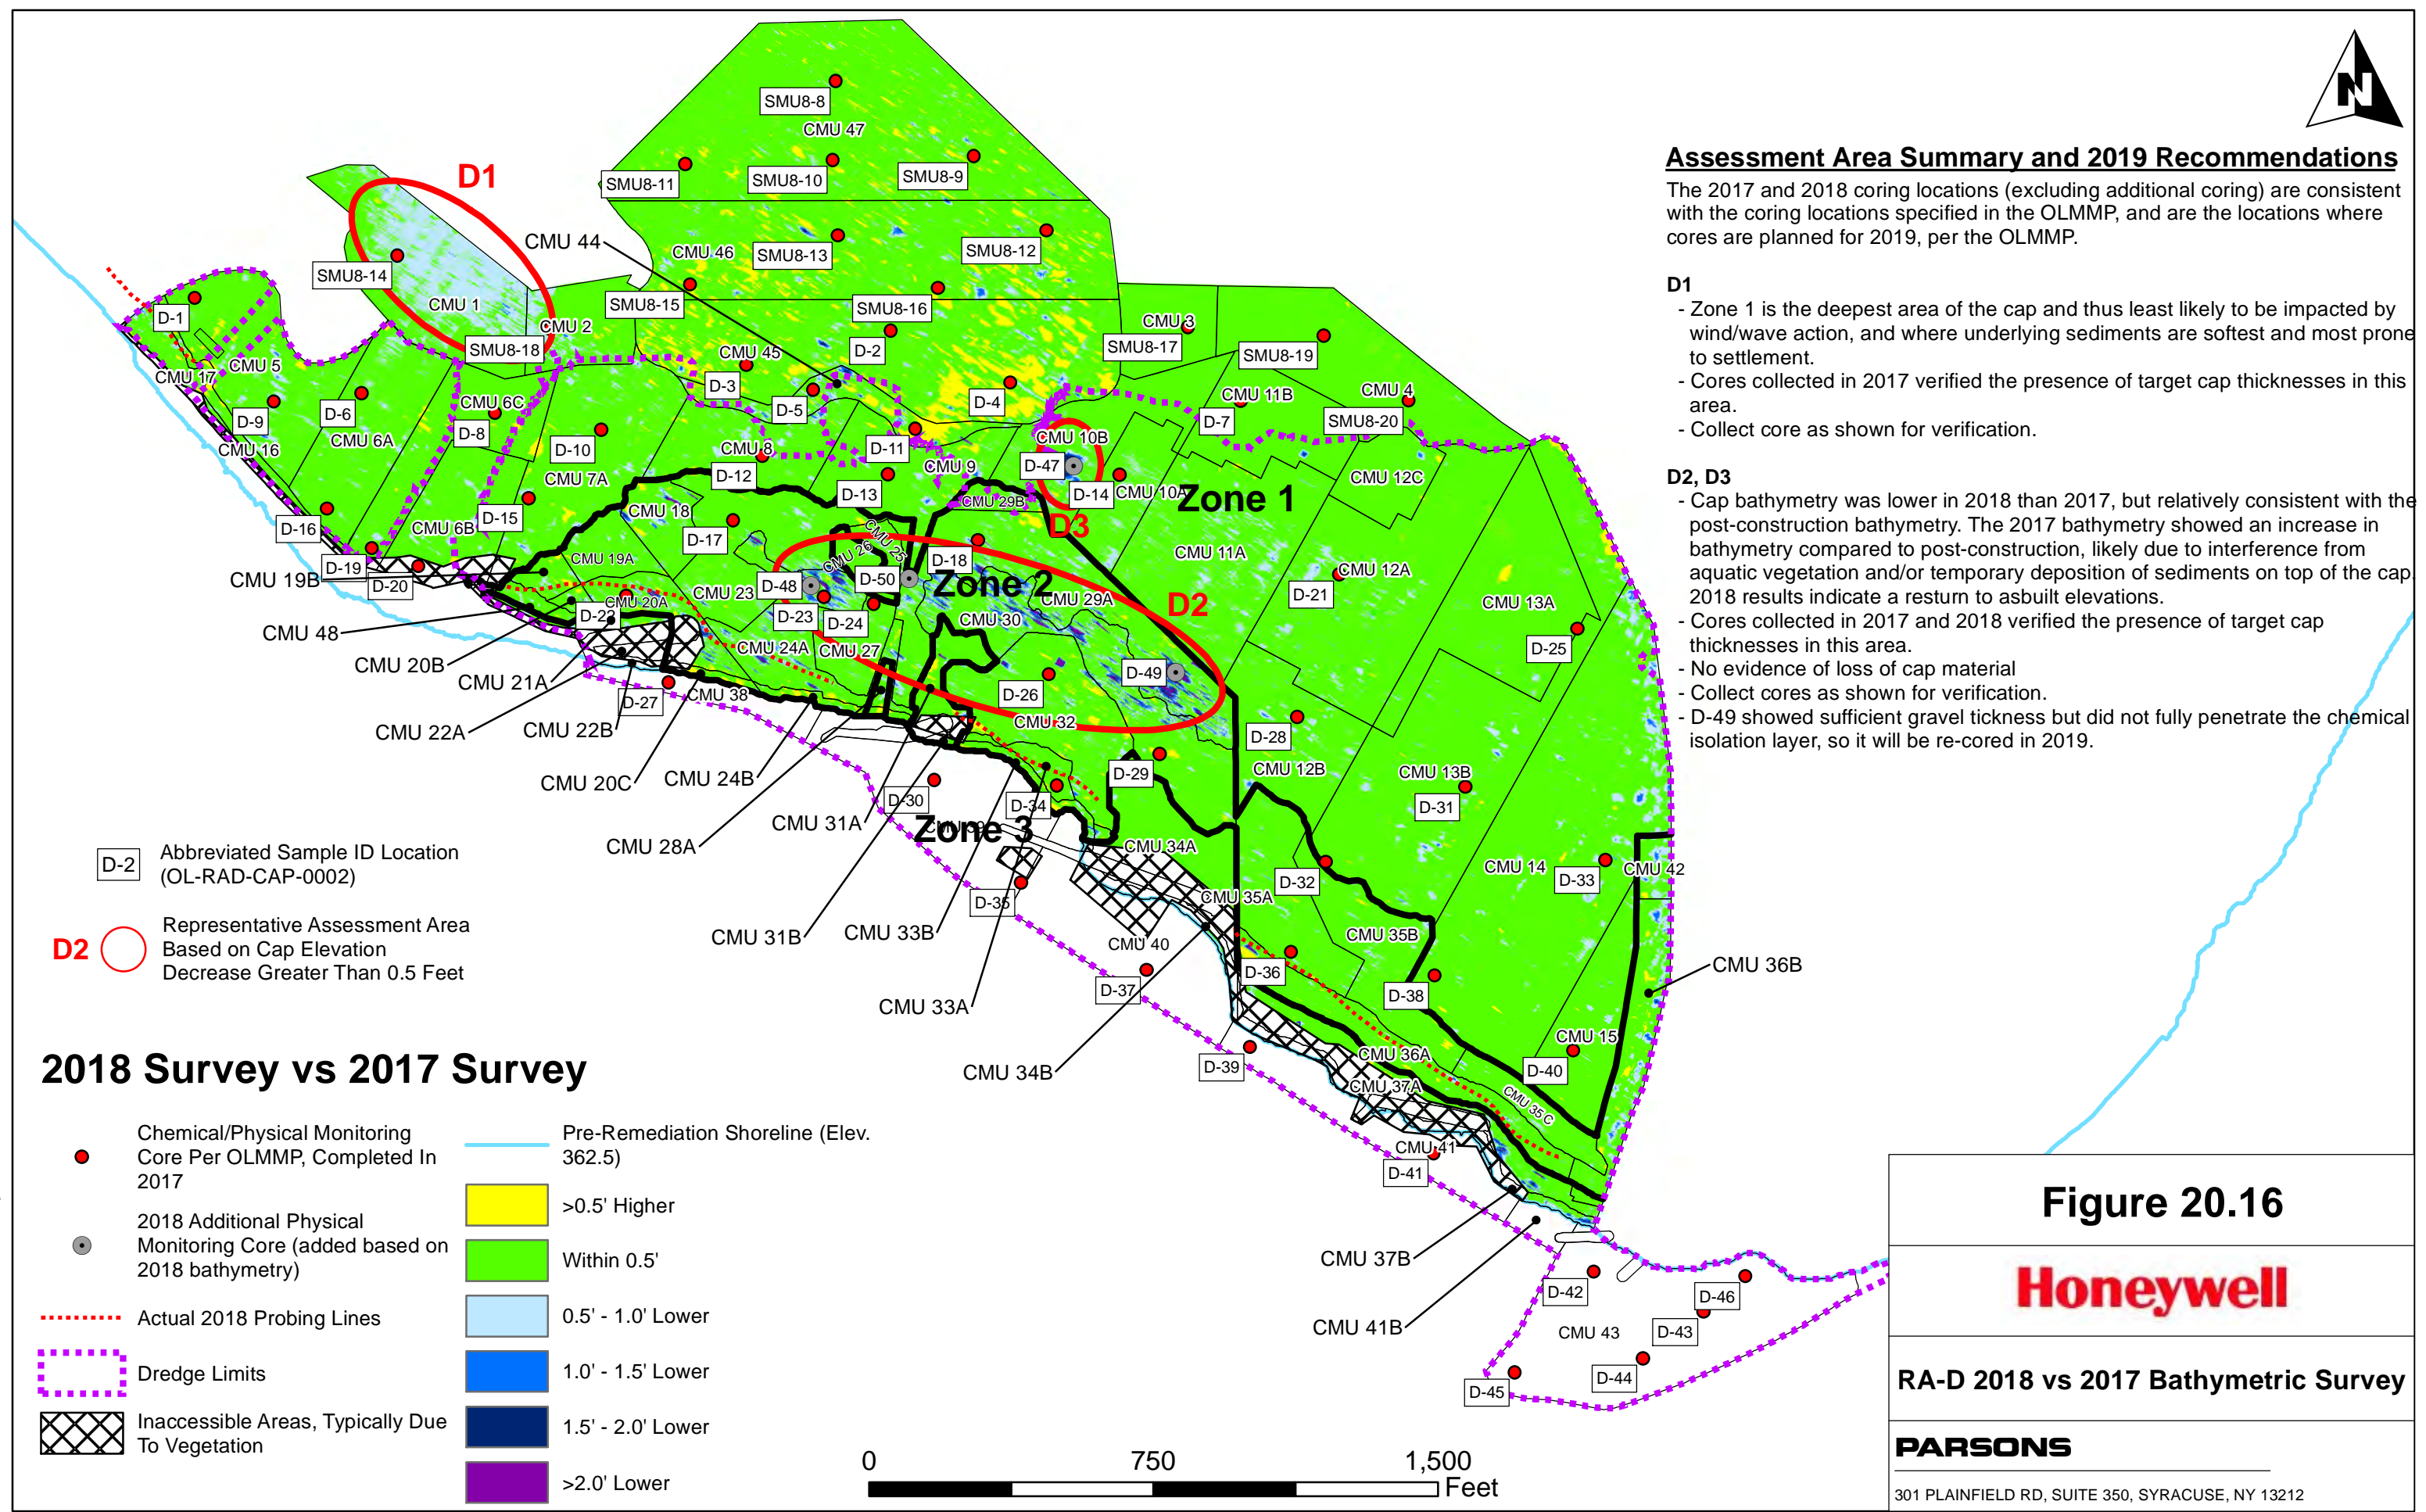 Assessment Area Summary and 2019 Recommendations
The 2017 and 2018 coring locations (excluding additional coring) are consistent
with the coring locations specified in the OLMMP, and are the locations where
cores are planned for 2019, per the OLMMP.
D1
- Zone 1 is the deepest area of the cap and thus least likely to be impacted by
wind/wave action, and where underlying sediments are softest and most prone
to settlement.
- Cores collected in 2017 verified the presence of target cap thicknesses in this
area.
- Collect core as shown for verification.
D2, D3
- Cap bathymetry was lower in 2018 than 2017, but relatively consistent with the
post-construction bathymetry. The 2017 bathymetry showed an increase in
bathymetry compared to post-construction, likely due to interference from
aquatic vegetation and/or temporary deposition of sediments on top of the cap.
2018 results indicate a resturn to asbuilt elevations.
- Cores collected in 2017 and 2018 verified the presence of target cap
thicknesses in this area.
- No evidence of loss of cap material
- Collect cores as shown for verification.
- D-49 showed sufficient gravel tickness but did not fully penetrate the chemical
isolation layer, so it will be re-cored in 2019.
N
SMU8-8
CMU 47
SMU8-11
SMU8-10
SMU8-9
D1
CMU 44
CMU 46
SMU8-13
SMU8-12
SMU8-14
CMU 1
SMU8-15
SMU8-16
D-1
CMU 2
CMU 3
SMU8-17
SMU8-18
CMU 45
D-2
SMU8-19
CMU 5
CMU 17
D-3
D-4
D-5
CMU 11B
CMU 4
D-7
SMU8-20
D-9
D-6
CMU 6C
D-8
CMU 6A
CMU 16
D-10
CMU 8
D-11
CMU 10B
CMU 7A
D-12
CMU 9
D-47
CMU 12C
D-13
D-14
CMU 10A
Zone 1
CMU 29B
D3
D-16
CMU 6B
D-15
CMU 18
D-17
CMU 25
CMU 26
D-18
CMU 11A
D-19
CMU 19A
CMU 19B
D-20
CMU 23
D-48
D-50
Zone 2
CMU 29A
D2
CMU 12A
D-21
CMU 13A
CMU 20A
D-22
D-23
D-24
CMU 30
CMU 48
CMU 24A
CMU 27
D-25
CMU 20B
CMU 21A
D-49
D-26
CMU 38
D-27
CMU 32
CMU 22A
CMU 22B
D-28
CMU 20C
CMU 24B
D-29
CMU 12B
CMU 13B
D-31
D-30
D-34
Zone 3
CMU 31A
CMU 28A
CMU 34A
CMU 14
D-32
D-33
CMU 42
D-35
CMU 35A
CMU 31B
CMU 33B
CMU 40
CMU 35B
CMU 36B
D-36
D-37
D-38
CMU 33A
CMU 34B
D-39
CMU 36A
CMU 15
D-40
CMU 37A
CMU 35 C
CMU 41
D-41
CMU 37B
CMU 41B
D-42
D-46
CMU 43
D-43
D-44
D-45
D-2
Abbreviated Sample ID Location
(OL-RAD-CAP-0002)
D2
Representative Assessment Area
Based on Cap Elevation
Decrease Greater Than 0.5 Feet
2018 Survey vs 2017 Survey
Chemical/Physical Monitoring
Core Per OLMMP, Completed In
2017
2018 Additional Physical
Monitoring Core (added based on
2018 bathymetry)
Actual 2018 Probing Lines
Dredge Limits
Inaccessible Areas, Typically Due
To Vegetation
Pre-Remediation Shoreline (Elev.
362.5)
>0.5' Higher
Within 0.5'
0.5' - 1.0' Lower
1.0' - 1.5' Lower
1.5' - 2.0' Lower
>2.0' Lower
0 750 1,500
Feet
Figure 20.16
Honeywell
RA-D 2018 vs 2017 Bathymetric Survey
PARSONS
301 PLAINFIELD RD, SUITE 350, SYRACUSE, NY 13212